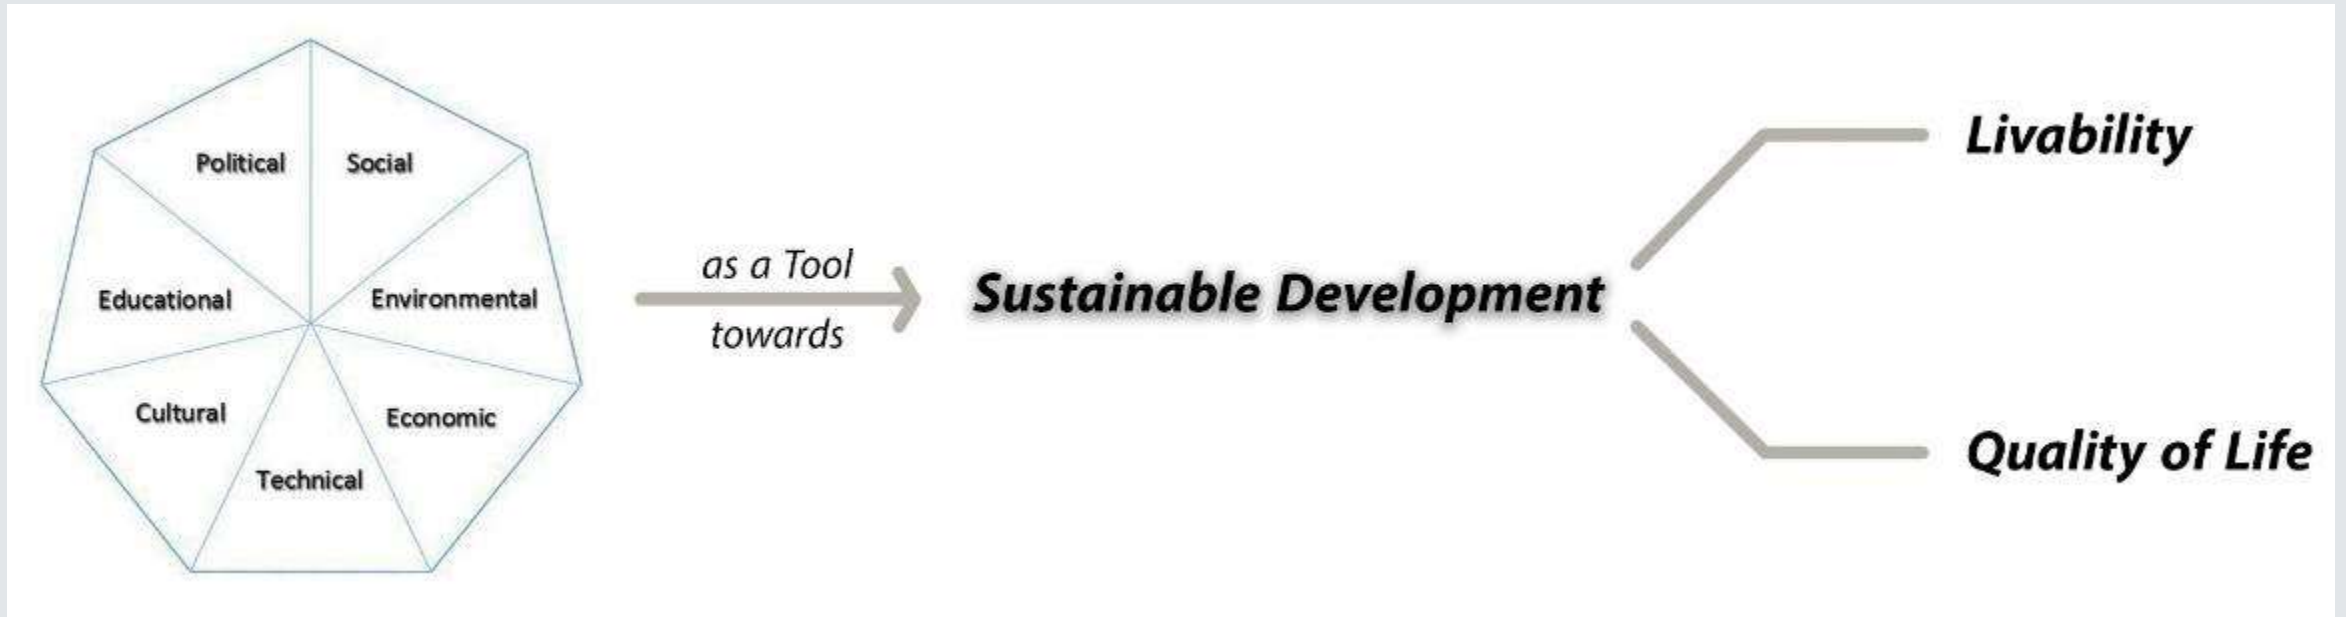 Political
Social
Educational
Environmental
Cultural
Economic
Technical
as a Tool
towards
Sustainable Development
Livability
Quality of Life